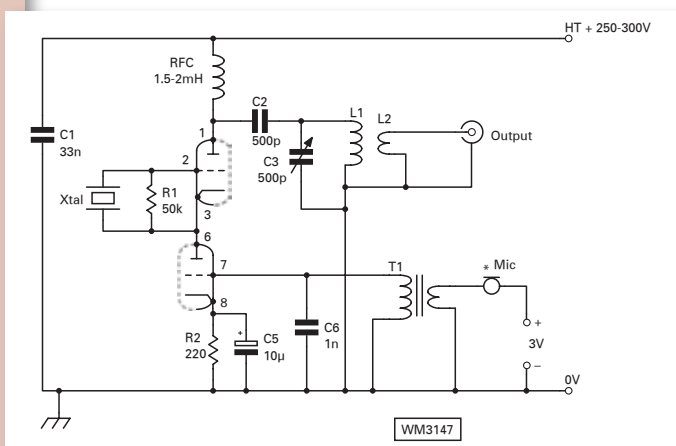 HT + 250-300V
RFC
1.5-2mH
C2
500p
L1
L2
Output
C1
33n
1
2
C3
500p
Xtal
R1
50k
3
6
7
T1
* Mic
8
R2
220
+
C5
10µ
C6
1n
+
3V
–
0V
WM3147